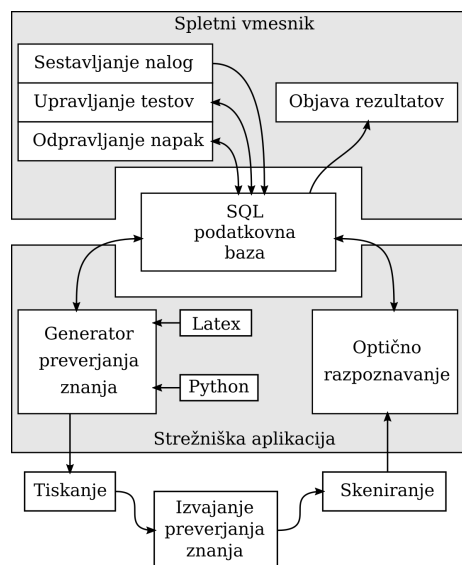 Spletni vmesnik
Sestavljanje nalog
Upravljanje testov
Odpravljanje napak
Objava rezultatov
SQL
podatkovna
baza
Generator
preverjanja
znanja
Latex
Python
Optično
razpoznavanje
Strežniška aplikacija
Tiskanje
Izvajanje
preverjanja
znanja
Skeniranje